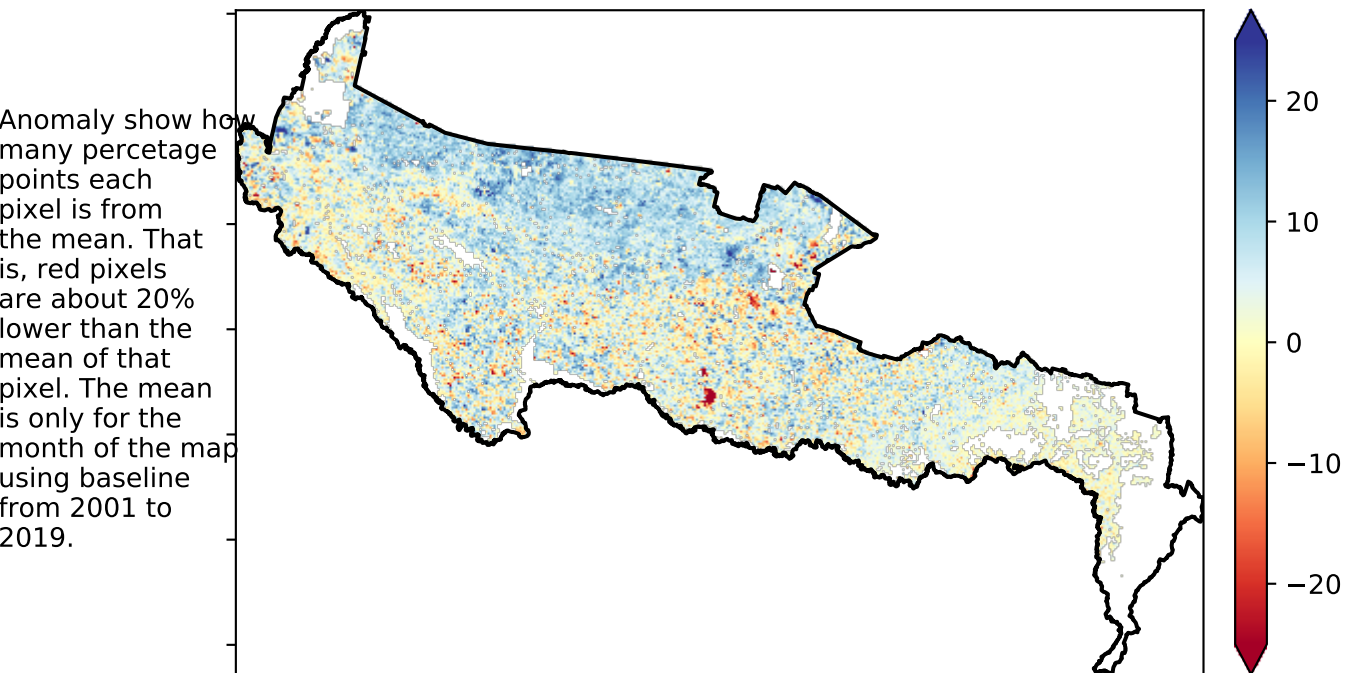 Anomaly show how
many percetage
points each
pixel is from
the mean. That
is, red pixels
are about 20%
lower than the
mean of that
pixel. The mean
is only for the
month of the map
using baseline
from 2001 to
2019.
20
10
0
−10
−20